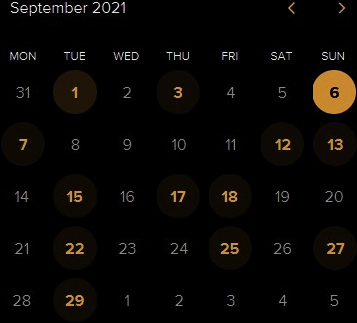 September 2021
MON TUE WED THU FRI SAT SUN
31 1 2 3 4 5 6
7 8 9 10 11 12 13
14 15 16 17 18 19 20
21 22 23 24 25 26 27
28 29 1 2 3 4 5